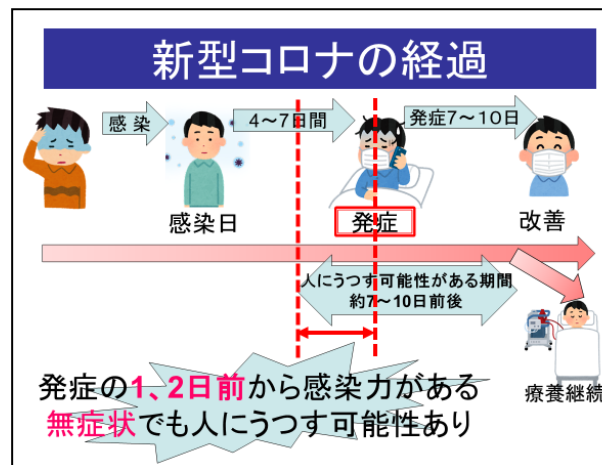 新型コロナの経過
感 染
4～7日間
発症7～10日
感染日
発症
改善
人にうつす可能性がある期間
約7～10日前後
発症の1、2日前から感染力がある
無症状でも人にうつす可能性あり
療養継続